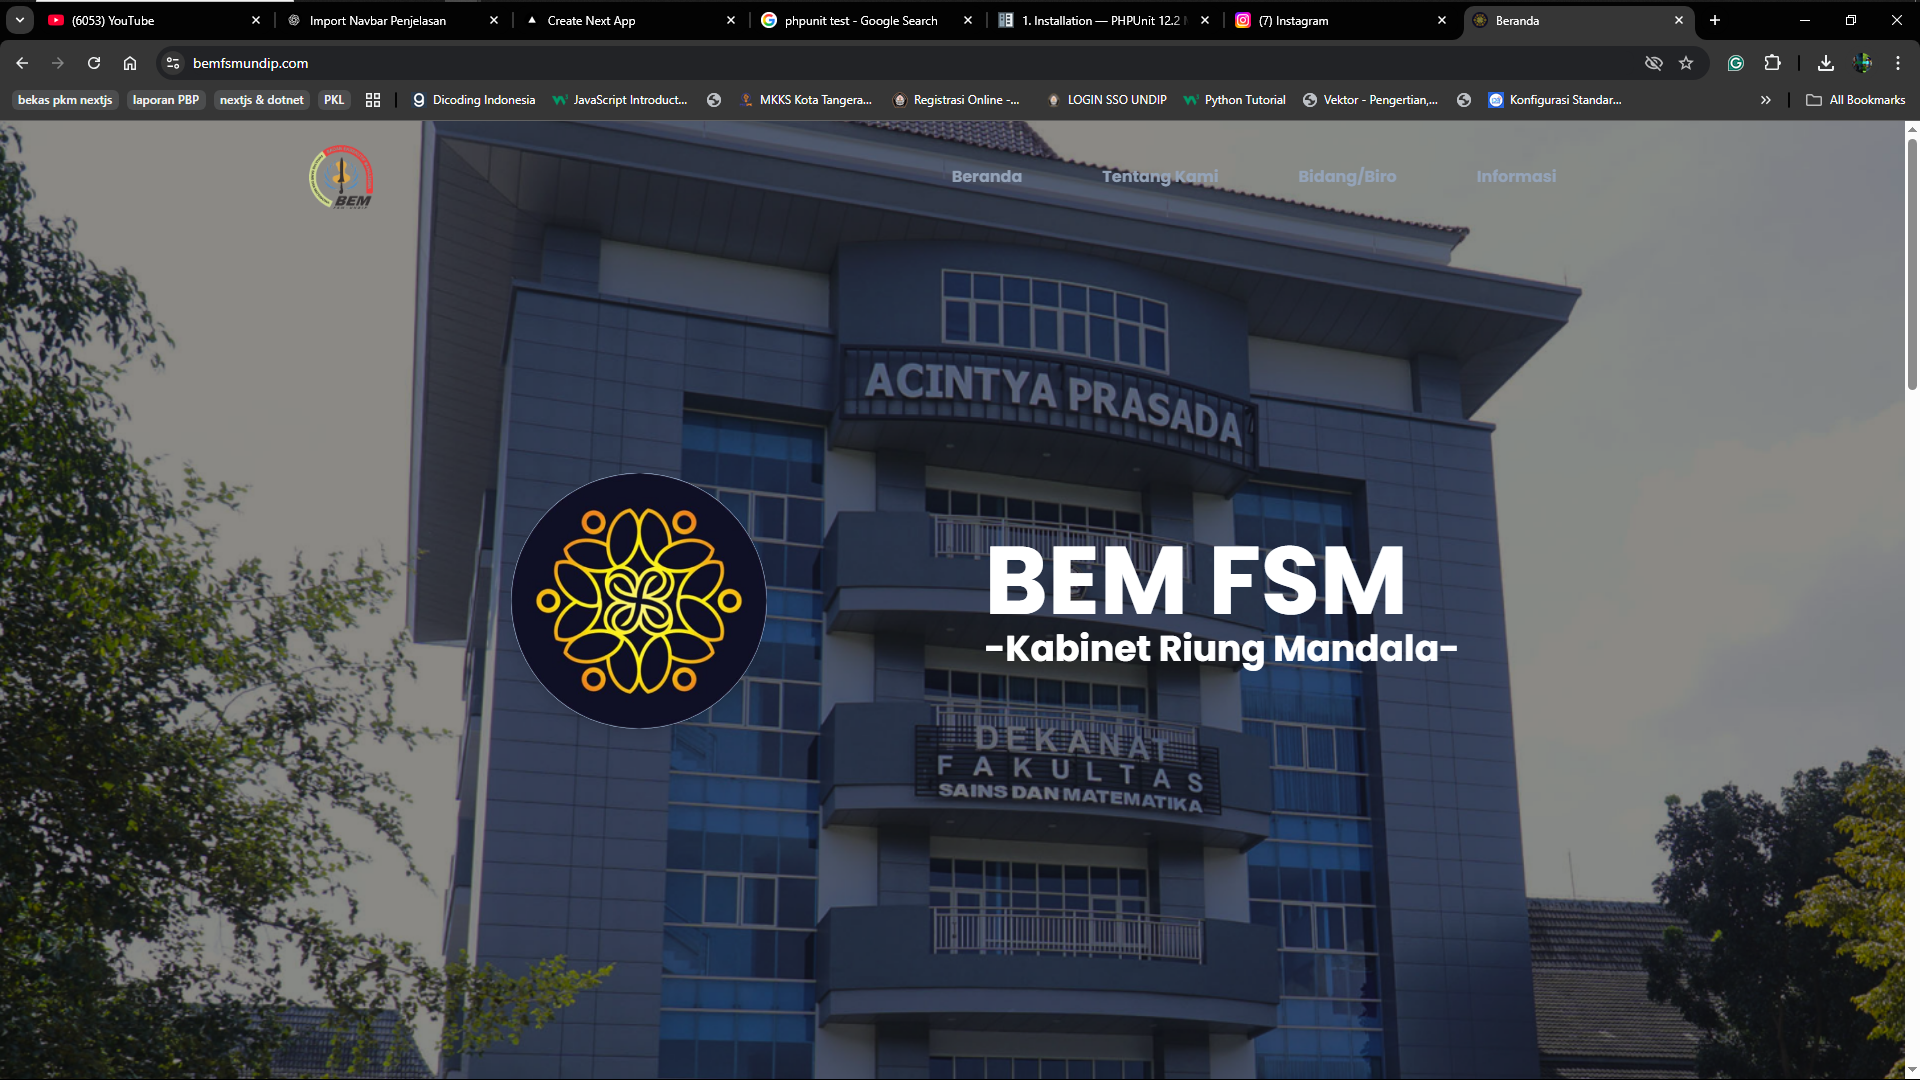 (6053) YouTube
Import Navbar Penjelasan
Create Next App
phpunit test - Google Search
1. Installation — PHPUnit 12.2
(7) Instagram
Beranda
bemfsmundip.com
bekas pkm nextjs
laporan PBP
nextjs & dotnet
PKL
Dicoding Indonesia
JavaScript Introduct...
MKKS Kota Tangera...
Registrasi Online -...
LOGIN SSO UNDIP
Python Tutorial
Vektor - Pengertian,...
Konfigurasi Standar...
All Bookmarks
BEM
Beranda
Tentang Kami
Bidang/Biro
Informasi
ACINTYA PRASADA
BEM FSM
-Kabinet Riung Mandala-
DEKANAT
FAKULTAS
SAINS DAN MATEMATIKA